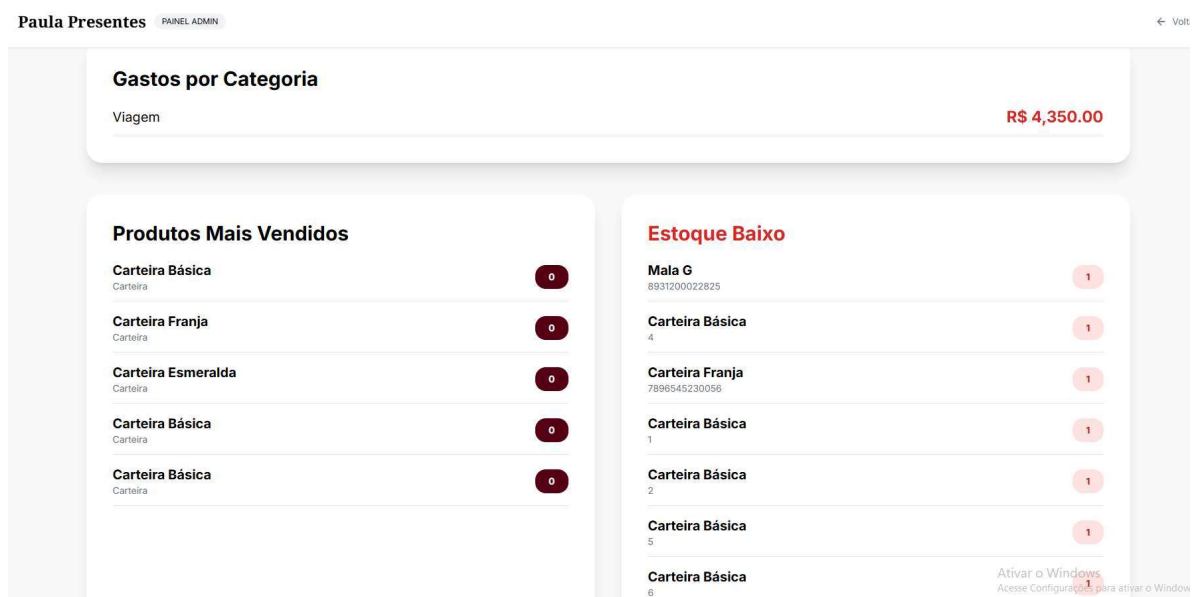 Paula Presentes PAINEL ADMIN ← Volt
Gastos por Categoria
Viagem R$ 4,350.00
Produtos Mais Vendidos
Carteira Básica 0
Carteira
Carteira Franja 0
Carteira
Carteira Esmeralda 0
Carteira
Carteira Básica 0
Carteira
Carteira Básica 0
Carteira
Estoque Baixo
Mala G 1
8931200022825
Carteira Básica 1
4
Carteira Franja 1
7896545230056
Carteira Básica 1
1
Carteira Básica 1
2
Carteira Básica 1
5
Carteira Básica 1
6
Ativar o Windows
Acesse Configurações para ativar o Window